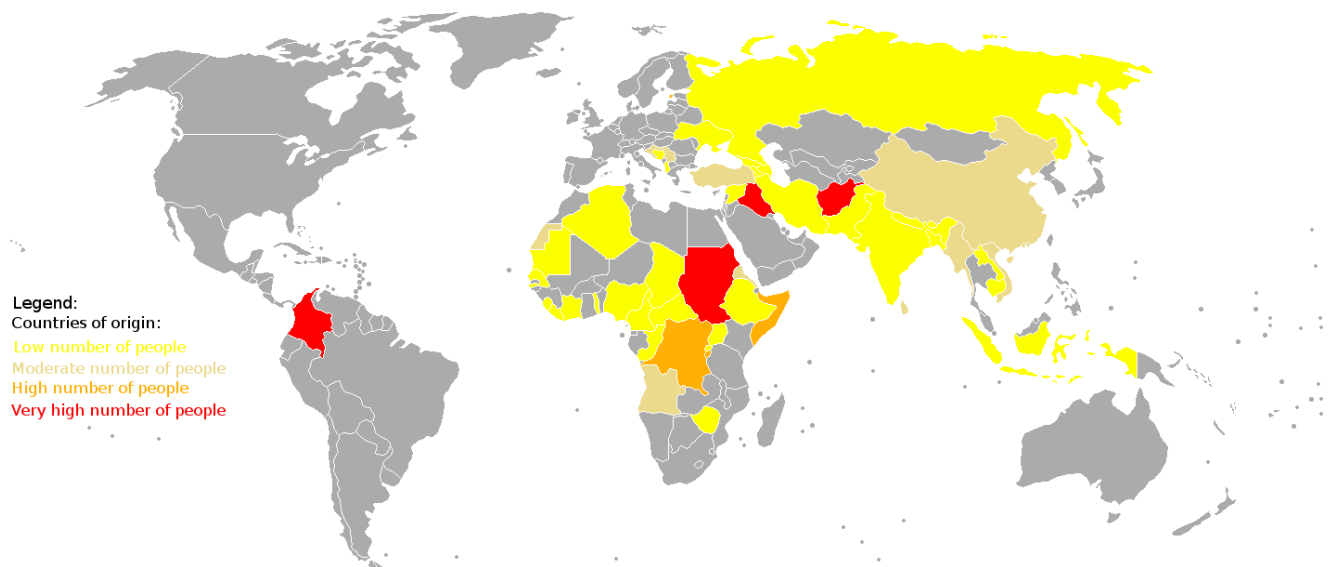 Legend:
Countries of origin:
Low number of people
Moderate number of people
High number of people
Very high number of people